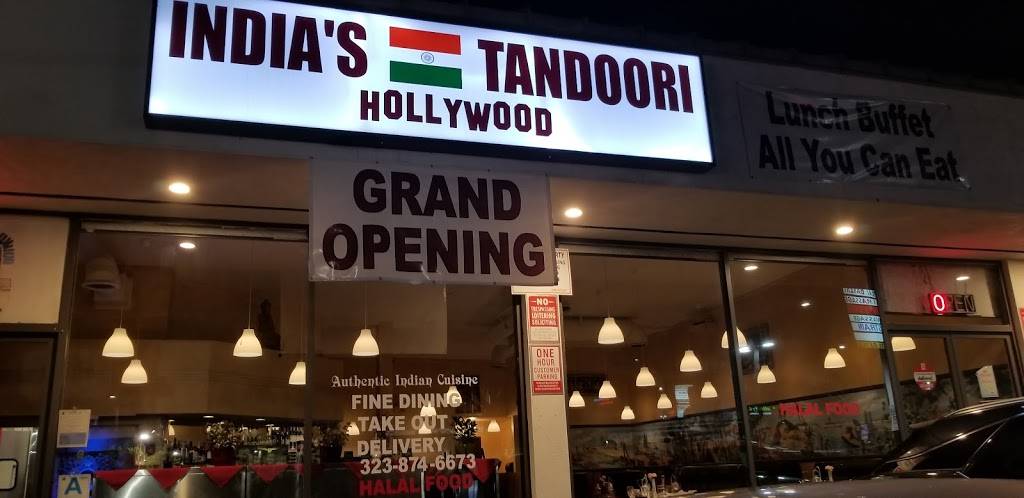 INDIA'S TANDOORI
HOLLYWOOD
Lunch Buffet
All You Can Eat
GRAND
OPENING
NO
TRESPASSING
LOITERING
SOLICITING
ONE
HOUR
CUSTOMER
PARKING
OPEN
Authentic Indian Cuisine
FINE DINING
TAKE OUT
DELIVERY
323-874-6673
HALAL FOOD
HALAL FOOD
A